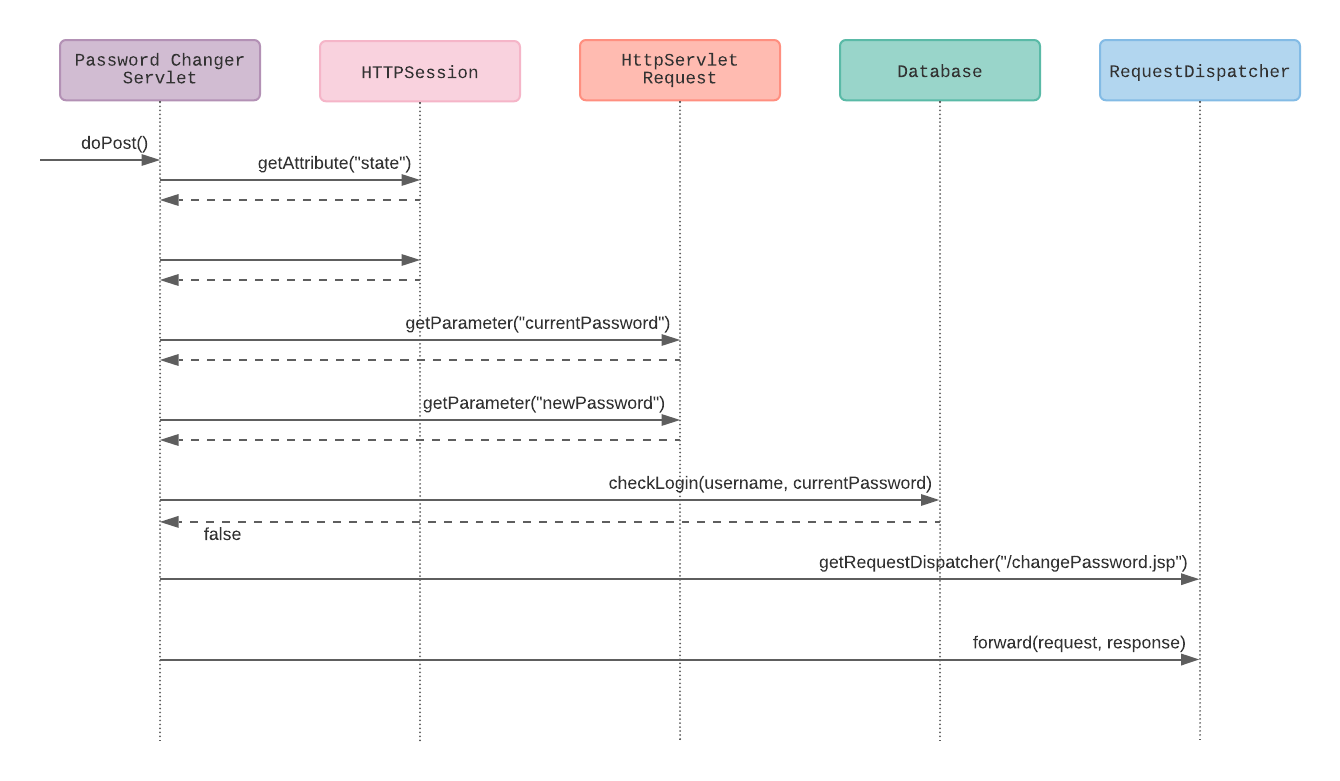 Password Changer
Servlet
HTTPSession
HttpServlet
Request
Database
RequestDispatcher
doPost()
getAttribute("state")
getParameter("currentPassword")
getParameter("newPassword")
checkLogin(username, currentPassword)
false
getRequestDispatcher("/changePassword.jsp")
forward(request, response)